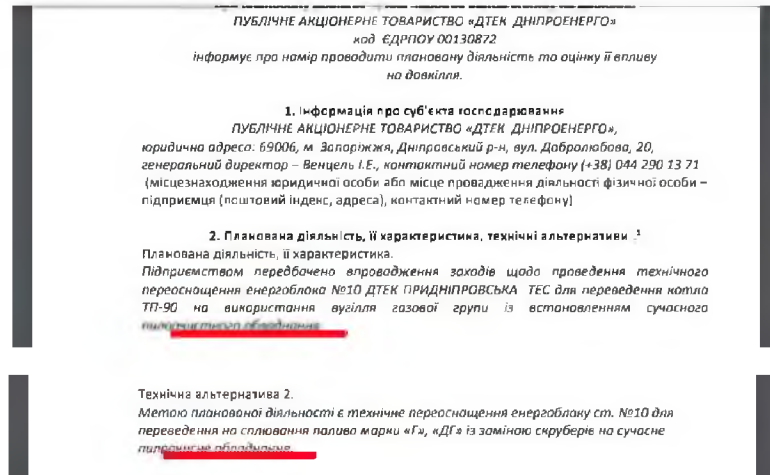 ПУБЛІЧНЕ АКЦІОНЕРНЕ ТОВАРИСТВО «ДТЕК ДНІПРОЕНЕРГО»
код ЄДРПОУ 00130872
інформує про намір проводити плановану діяльність та оцінку її впливу
на довкілля.
1. Інформація про суб'єкта господарювання
ПУБЛІЧНЕ АКЦІОНЕРНЕ ТОВАРИСТВО «ДТЕК ДНІПРОЕНЕРГО»,
юридична адреса: 69006, м Запоріжжя, Дніпровський р-н, вул. Добролюбова, 20,
генеральний директор – Венцель І.Е., контактний номер телефону (+38) 044 290 13 71
(місцезнаходження юридичної особи або місце провадження діяльності фізичної особи –
підприємця (поштовий індекс, адреса), контактний номер телефону)
2. Планована діяльність, її характеристика, технічні альтернативи .¹
Планована діяльність, її характеристика.
Підприємством передбачено впровадження заходів щодо проведення технічного
переоснащення енергоблока №10 ДТЕК ПРИДНІПРОВСЬКА ТЕС для переведення котла
ТП-90 на використання вугілля газової групи із встановленням сучасного
пилоочистного обладнання
Технічна альтернатива 2.
Метою планованої діяльності є технічне переоснащення енергоблоку ст. №10 для
переведення на сплювання палива марки «Г», «ДГ» із заміною скруберів на сучасне
обладнання.